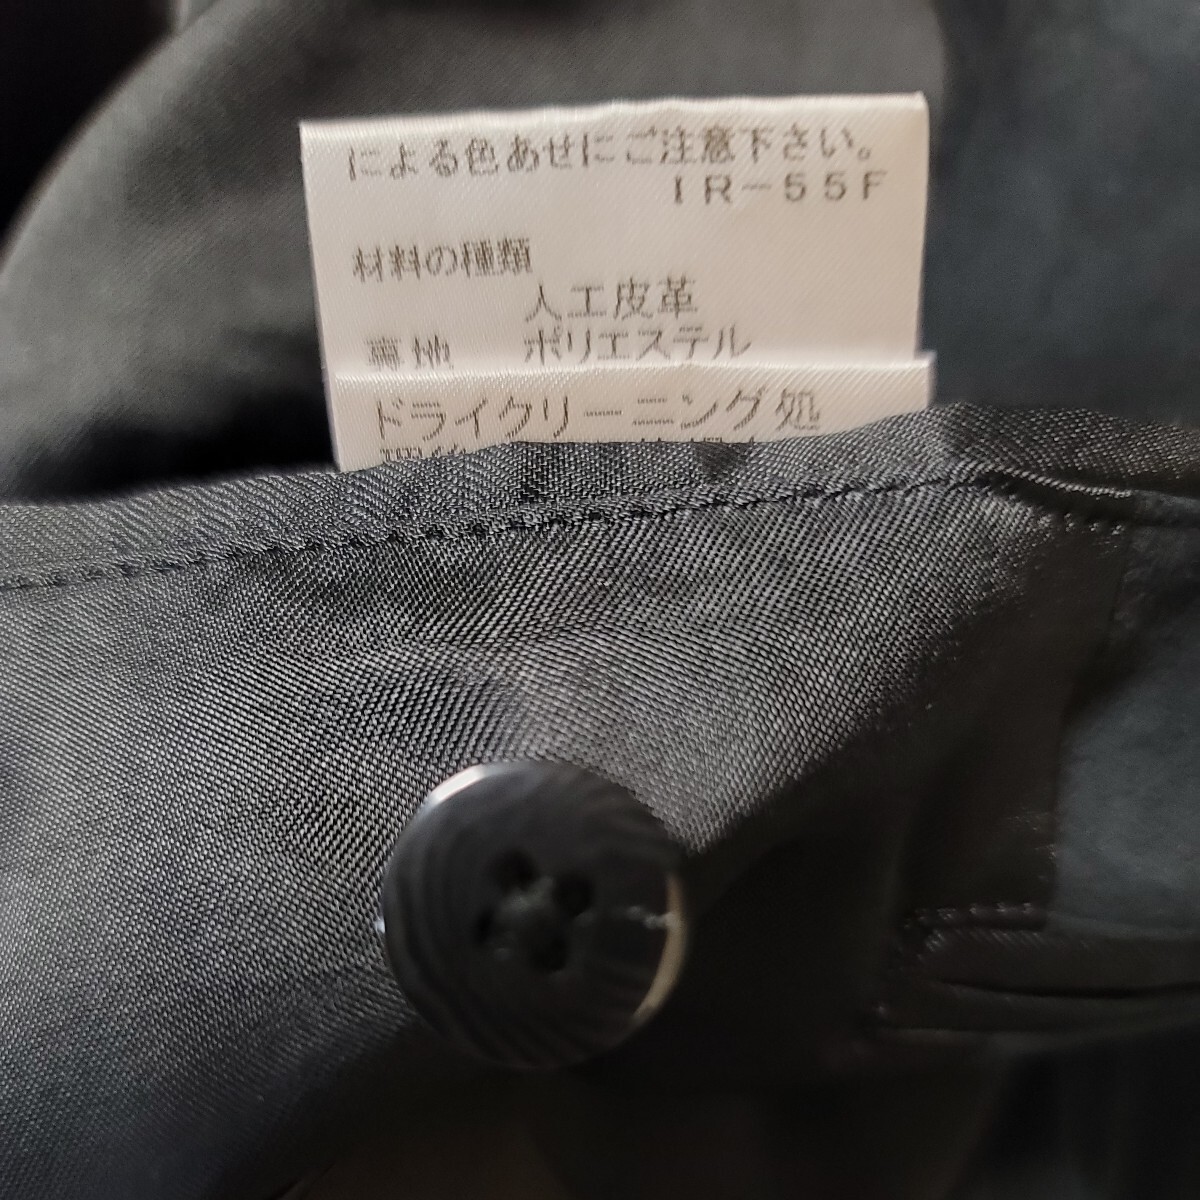 による色あせにご注意下さい。
IR-55F
材料の種類
人工皮革
裏地 ポリエステル
ドライクリーニング処